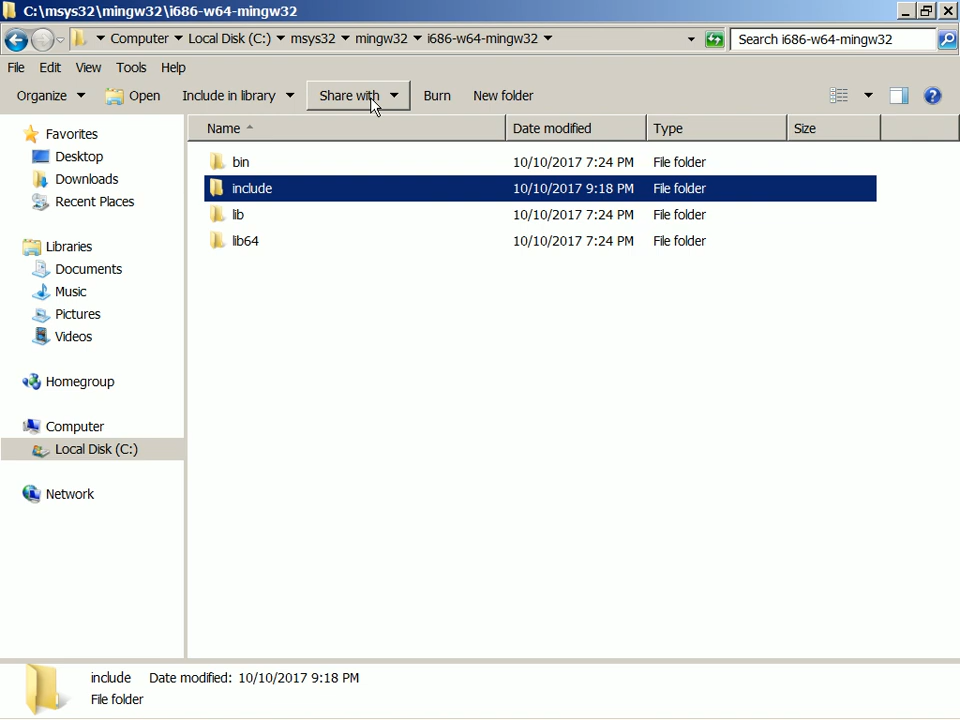 C:\msys32\mingw32\i686-w64-mingw32
Computer Local Disk (C:) msys32 mingw32 i686-w64-mingw32 Search i686-w64-mingw32
File Edit View Tools Help
Organize Open Include in library Share with Burn New folder
Name Date modified Type Size
Favorites
Desktop
Downloads
Recent Places
Libraries
Documents
Music
Pictures
Videos
Homegroup
Computer
Local Disk (C:)
Network
bin 10/10/2017 7:24 PM File folder
include 10/10/2017 9:18 PM File folder
lib 10/10/2017 7:24 PM File folder
lib64 10/10/2017 7:24 PM File folder
include Date modified: 10/10/2017 9:18 PM
File folder